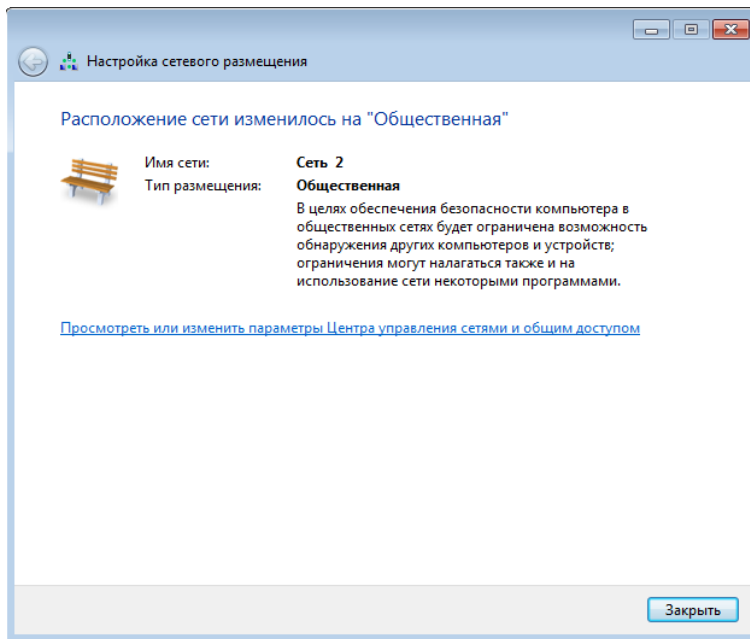 Настройка сетевого размещения
Расположение сети изменилось на "Общественная"
Имя сети: Сеть 2
Тип размещения: Общественная
В целях обеспечения безопасности компьютера в
общественных сетях будет ограничена возможность
обнаружения других компьютеров и устройств;
ограничения могут налагаться также и на
использование сети некоторыми программами.
Просмотреть или изменить параметры Центра управления сетями и общим доступом
Закрыть